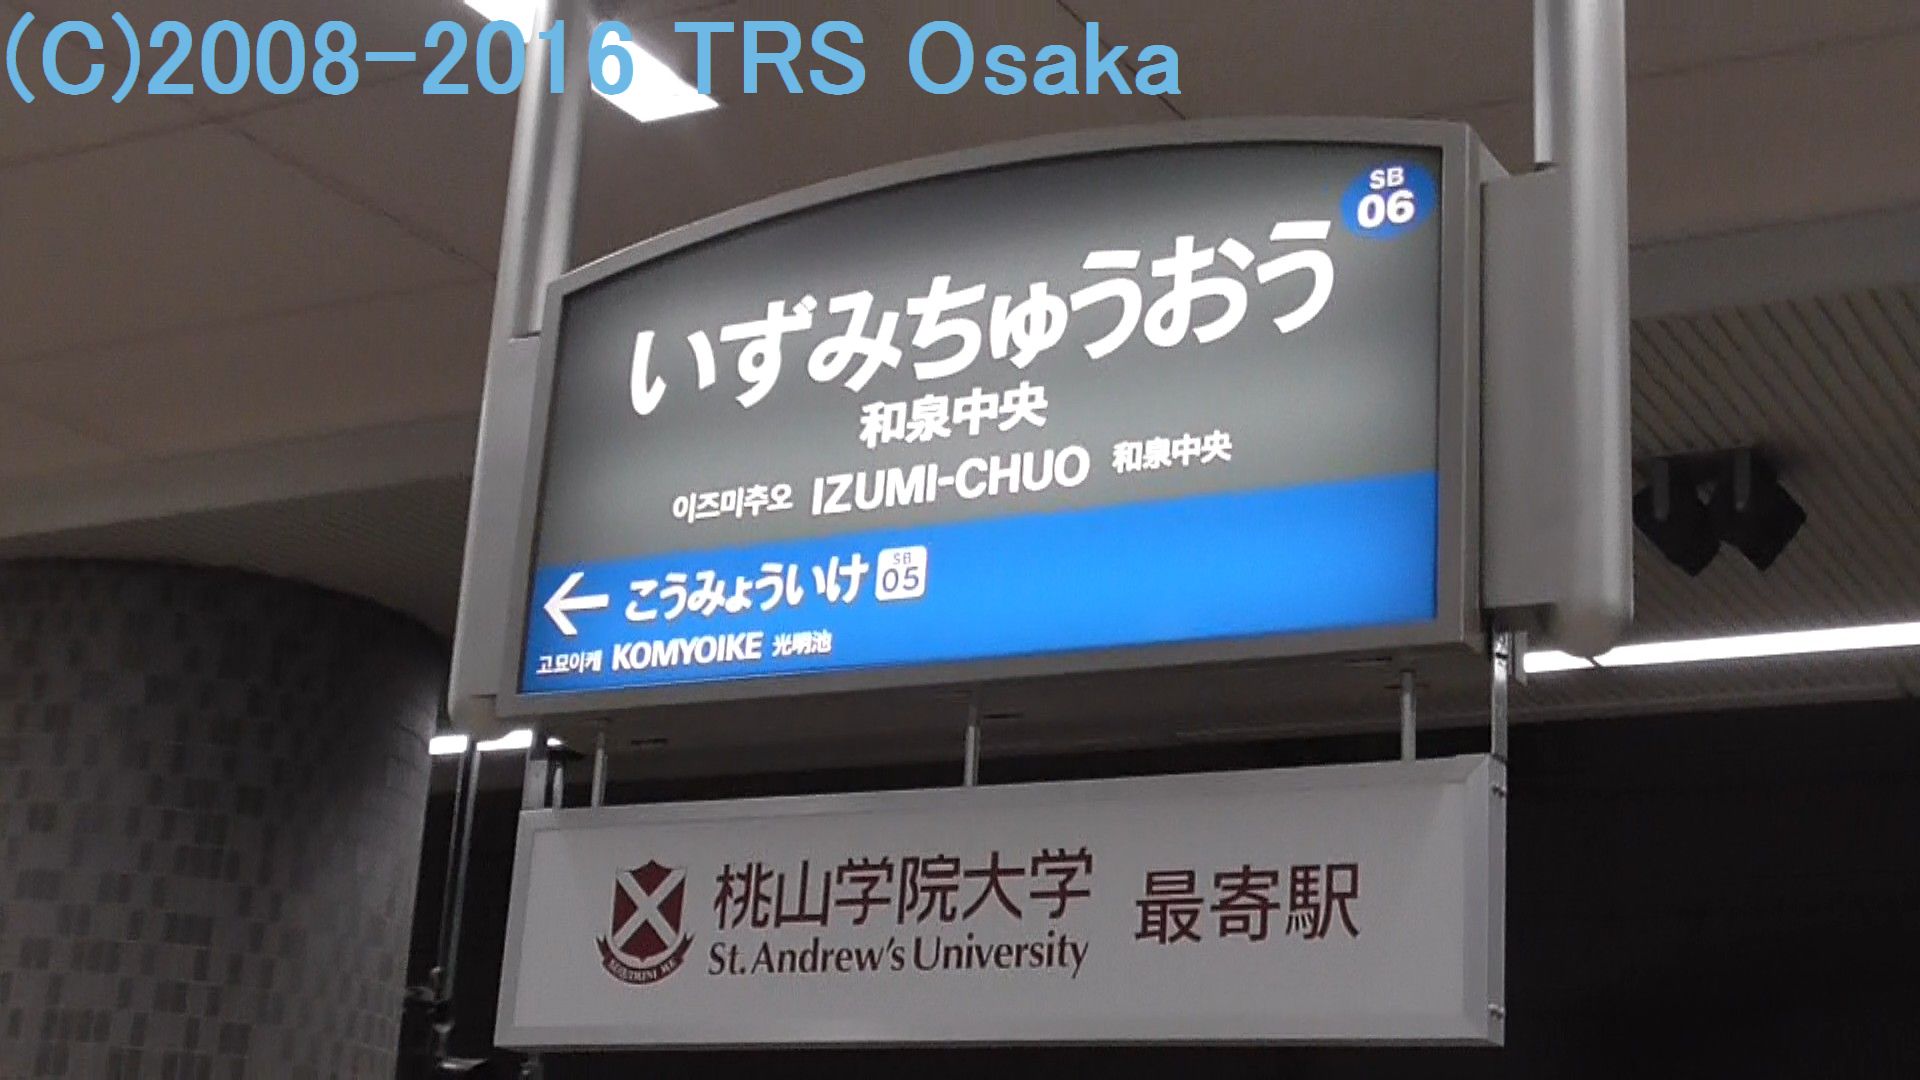 (C)2008-2016 TRS Osaka
SB
06
いずみちゅうおう
和泉中央
이즈미추오 IZUMI-CHUO 和泉中央
← こうみょういけ SB 05
고묘이케 KOMYOIKE 光明池
桃山学院大学 最寄駅
St. Andrew's University